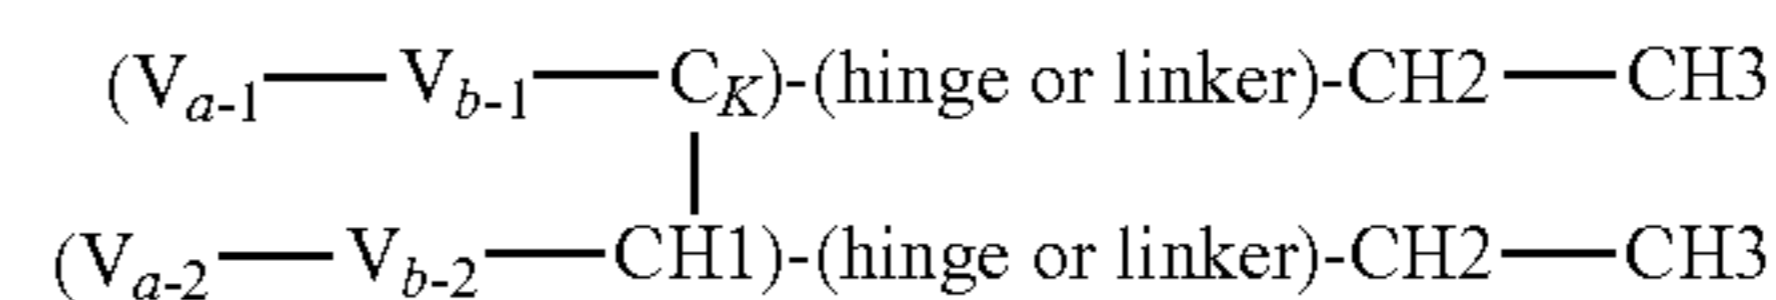 (Va-1—Vb-1—CK)-(hinge or linker)-CH2—CH3
(Va-2—Vb-2—CH1)-(hinge or linker)-CH2—CH3